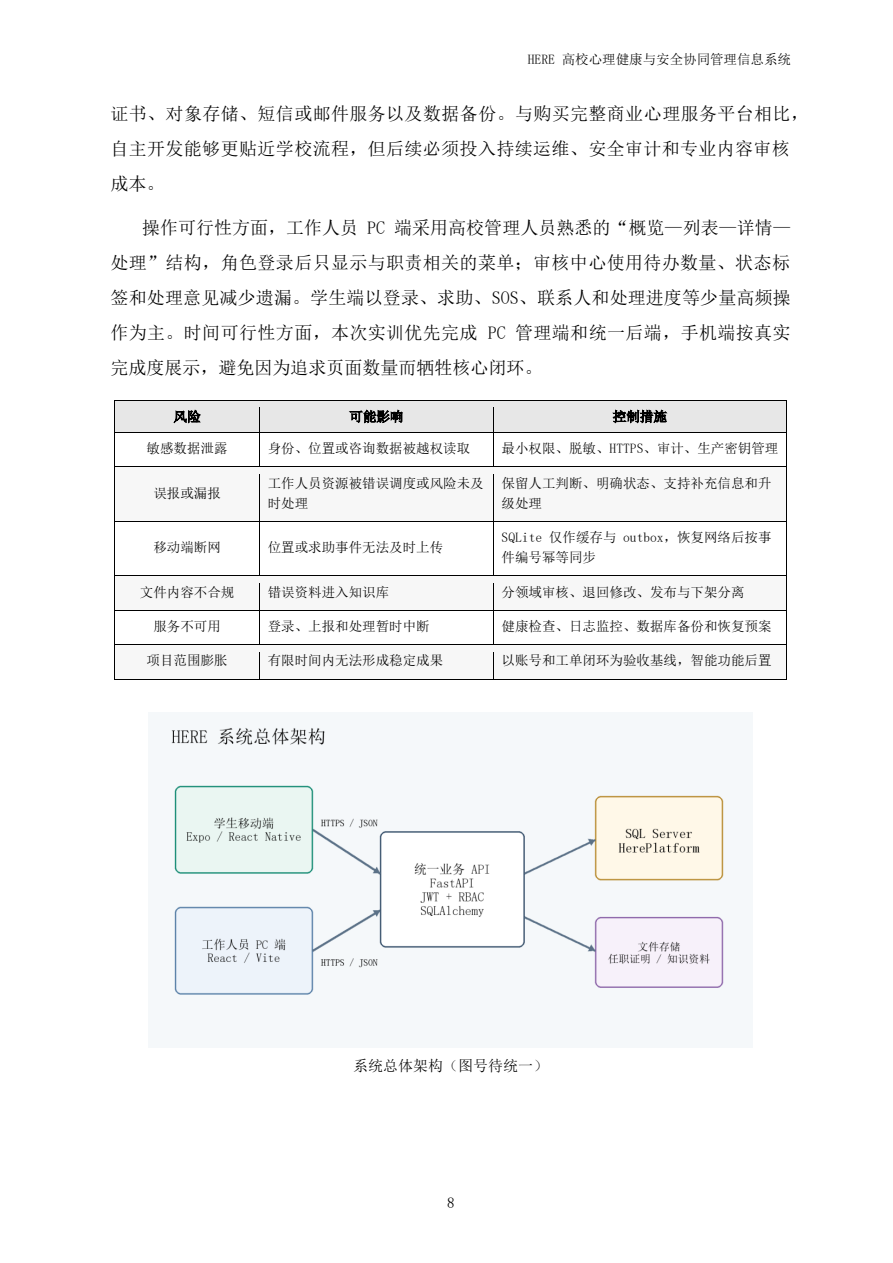 HERE 高校心理健康与安全协同管理信息系统
证书、对象存储、短信或邮件服务以及数据备份。与购买完整商业心理服务平台相比，
自主开发能够更贴近学校流程，但后续必须投入持续运维、安全审计和专业内容审核
成本。
操作可行性方面，工作人员 PC 端采用高校管理人员熟悉的“概览—列表—详情—
处理”结构，角色登录后只显示与职责相关的菜单；审核中心使用待办数量、状态标
签和处理意见减少遗漏。学生端以登录、求助、SOS、联系人和处理进度等少量高频操
作为主。时间可行性方面，本次实训优先完成 PC 管理端和统一后端，手机端按真实
完成度展示，避免因为追求页面数量而牺牲核心闭环。
风险 可能影响 控制措施
敏感数据泄露 身份、位置或咨询数据被越权读取 最小权限、脱敏、HTTPS、审计、生产密钥管理
误报或漏报 工作人员资源被错误调度或风险未及 保留人工判断、明确状态、支持补充信息和升
时处理 级处理
移动端断网 位置或求助事件无法及时上传 SQLite 仅作缓存与 outbox，恢复网络后按事
件编号幂等同步
文件内容不合规 错误资料进入知识库 分领域审核、退回修改、发布与下架分离
服务不可用 登录、上报和处理暂时中断 健康检查、日志监控、数据库备份和恢复预案
项目范围膨胀 有限时间内无法形成稳定成果 以账号和工单闭环为验收基线，智能功能后置
HERE 系统总体架构
学生移动端
Expo / React Native
HTTPS / JSON
工作人员 PC 端
React / Vite
HTTPS / JSON
统一业务 API
FastAPI
JWT + RBAC
SQLAlchemy
SQL Server
HerePlatform
文件存储
任职证明 / 知识资料
系统总体架构（图号待统一）
8